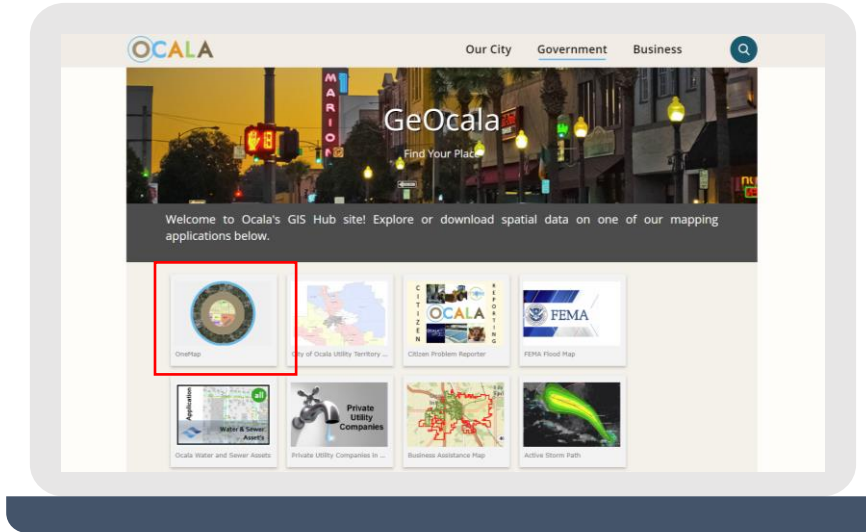 OCALA
Our City Government Business
MARION
GeOcala
Find Your Place
Welcome to Ocala's GIS Hub site! Explore or download spatial data on one of our mapping
applications below.
CITIZEN
OCALA
REPORTING
FEMA
OneMap
City of Ocala Utility Territory ...
Citizen Problem Reporter
FEMA Flood Map
Application
all
Water & Sewer
Assets
Private
Utility
Companies
Ocala Water and Sewer Assets
Private Utility Companies in ...
Business Assistance Map
Active Storm Path